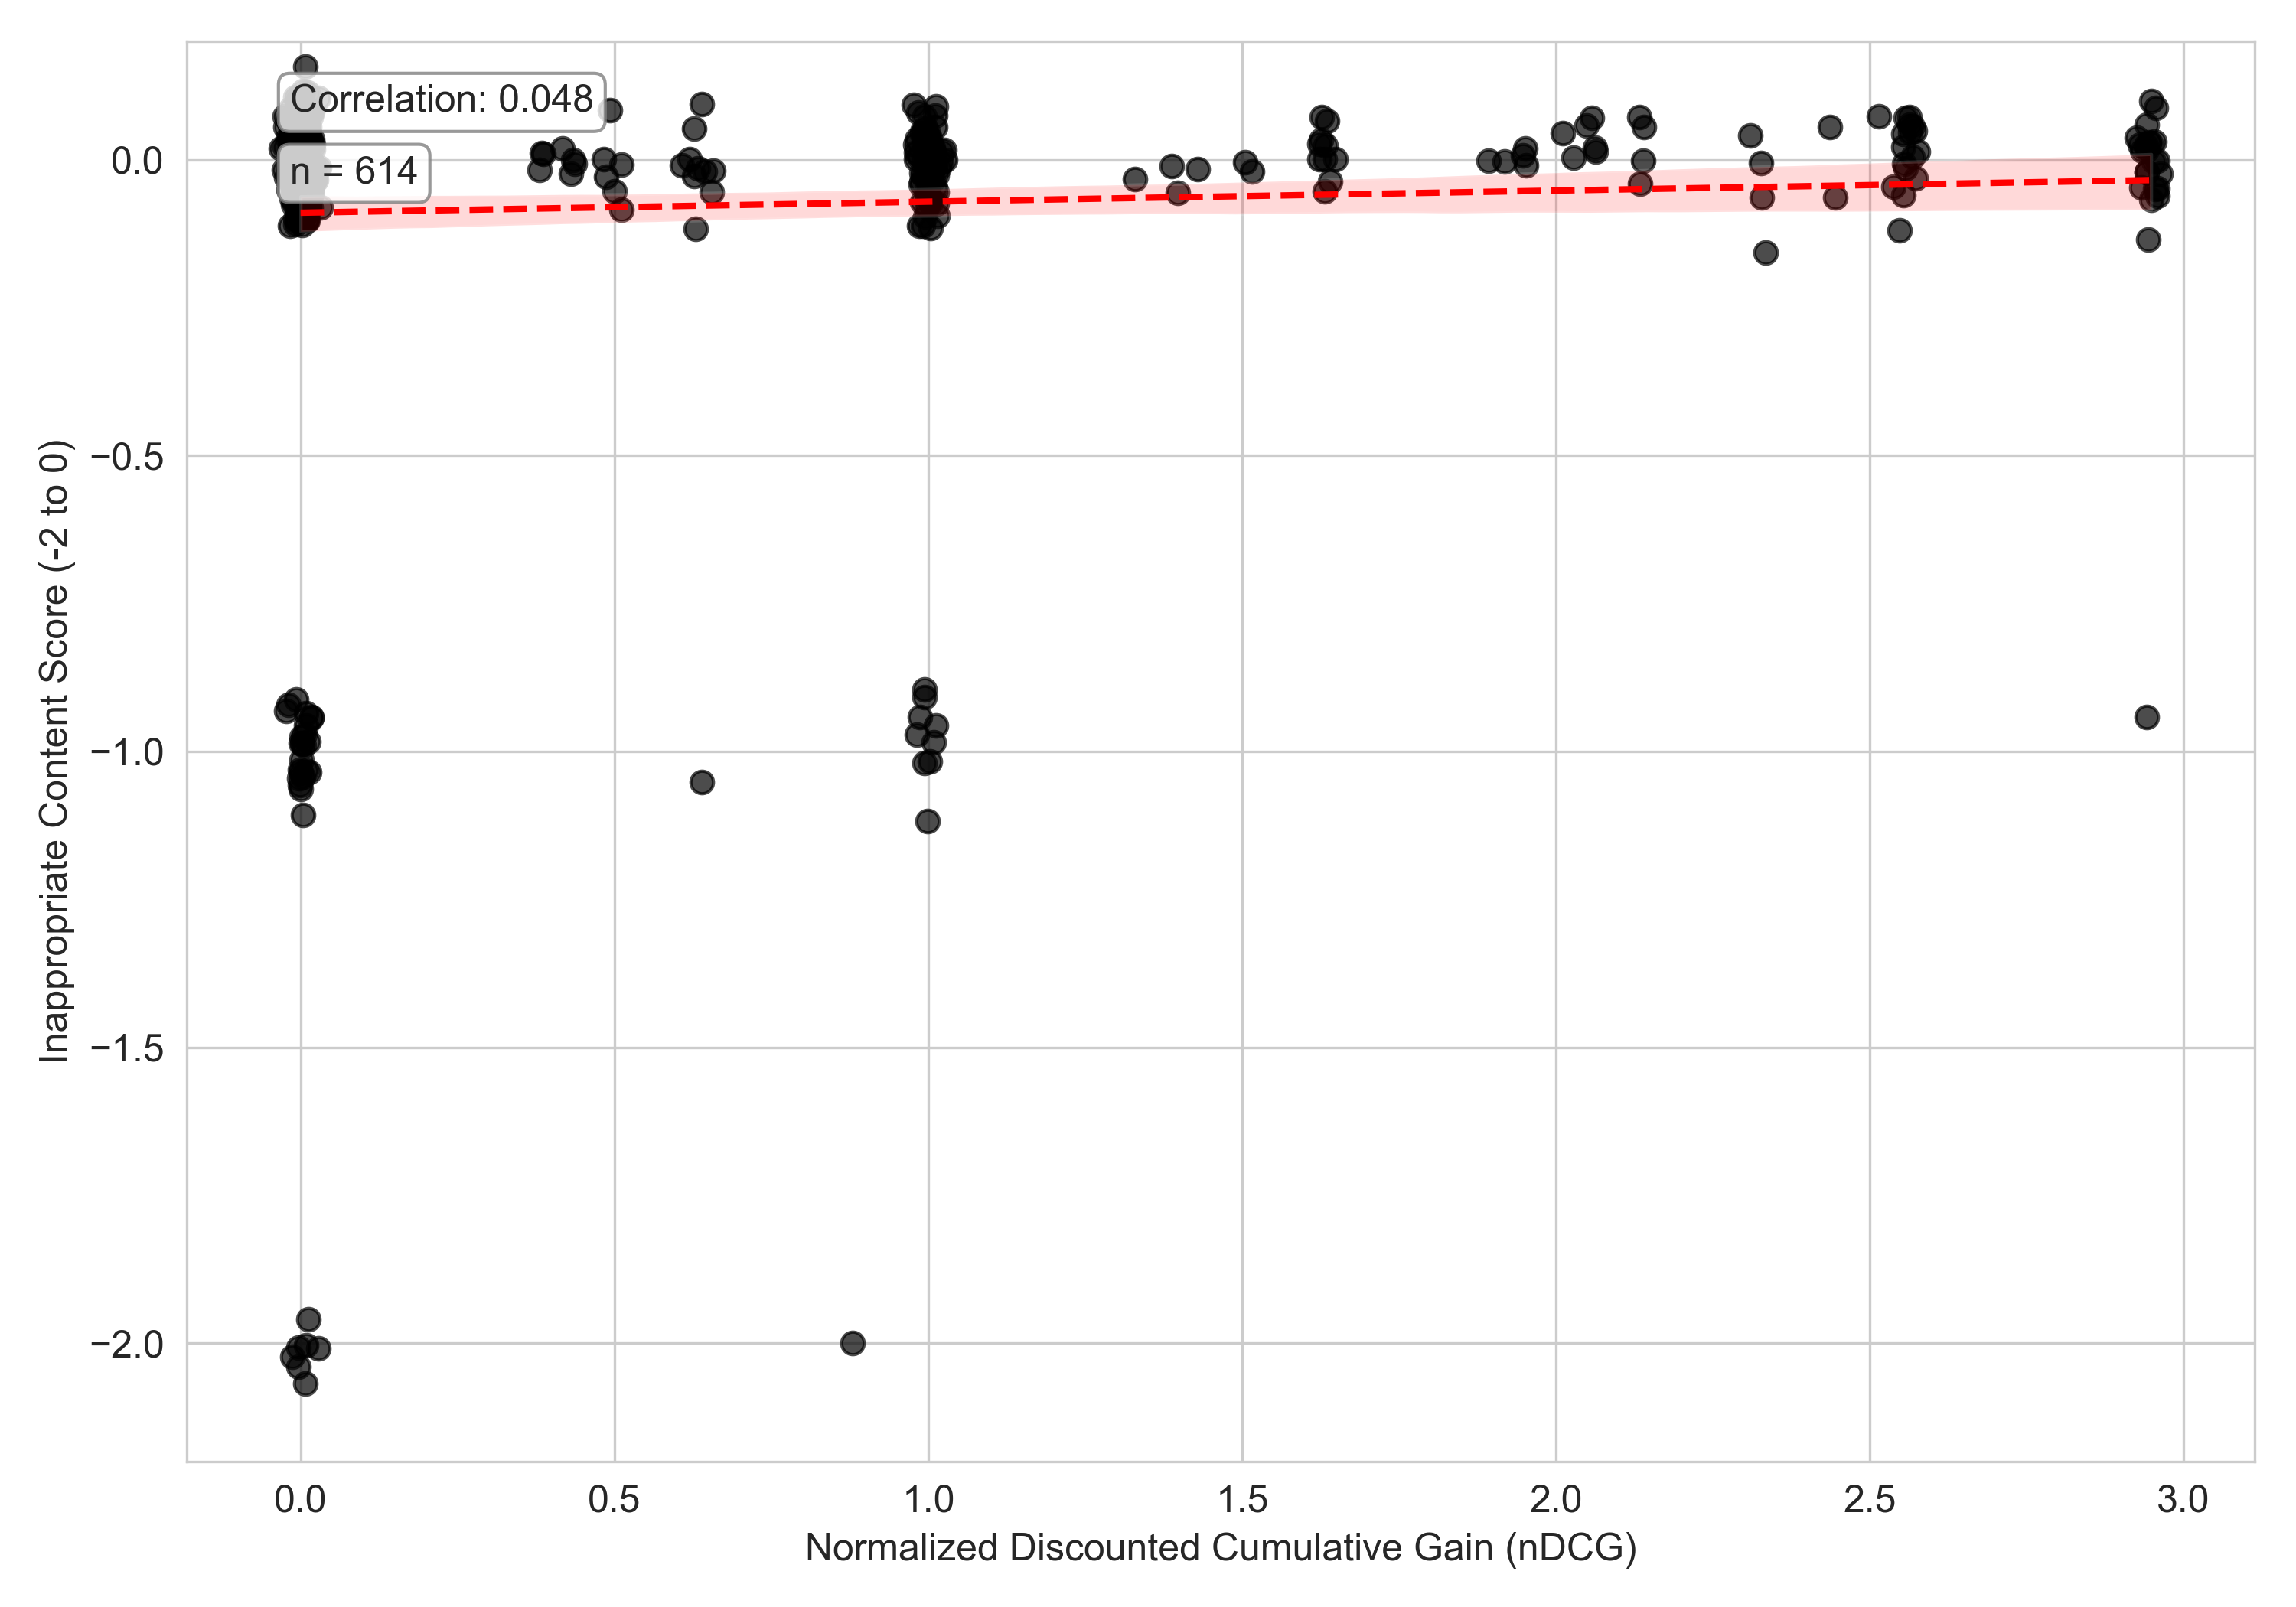 Correlation: 0.048
n = 614
0.0
−0.5
−1.0
−1.5
−2.0
Inappropriate Content Score (-2 to 0)
0.0 0.5 1.0 1.5 2.0 2.5 3.0
Normalized Discounted Cumulative Gain (nDCG)